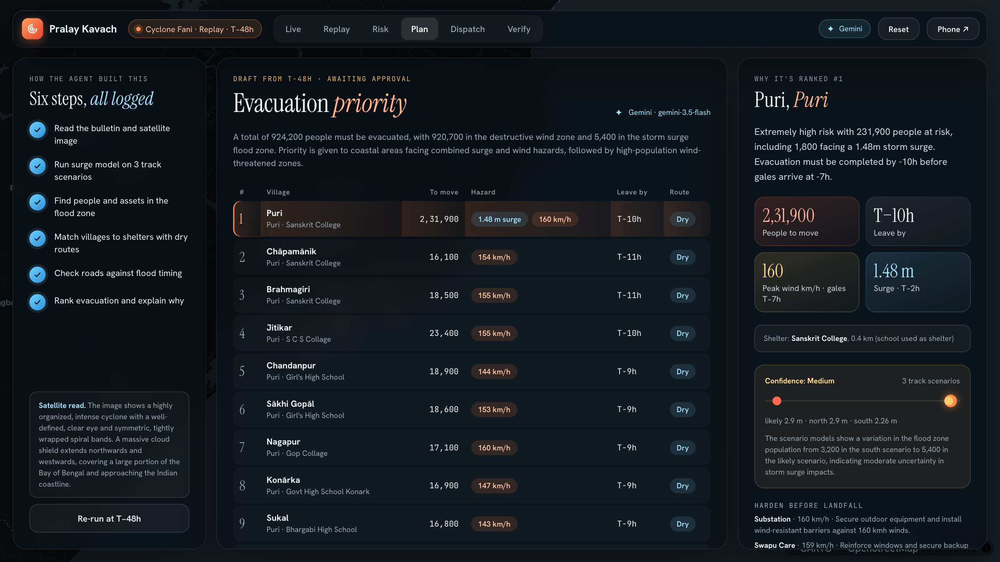 Pralay Kavach
Cyclone Fani · Replay · T−48h
Live
Replay
Risk
Plan
Dispatch
Verify
Gemini
Reset
Phone ↗
HOW THE AGENT BUILT THIS
Six steps, all logged
Read the bulletin and satellite
image
Run surge model on 3 track
scenarios
Find people and assets in the
flood zone
Match villages to shelters with dry
routes
Check roads against flood timing
Rank evacuation and explain why
Satellite read. The image shows a highly
organized, intense cyclone with a well-
defined, clear eye and symmetric, tightly
wrapped spiral bands. A massive cloud
shield extends northwards and
westwards, covering a large portion of the
Bay of Bengal and approaching the Indian
coastline.
Re-run at T−48h
DRAFT FROM T-48H · AWAITING APPROVAL
Evacuation priority
Gemini · gemini-3.5-flash
A total of 924,200 people must be evacuated, with 920,700 in the destructive wind zone and 5,400 in the storm surge
flood zone. Priority is given to coastal areas facing combined surge and wind hazards, followed by high-population wind-
threatened zones.
# Village To move Hazard Leave by Route
1 Puri 2,31,900 1.48 m surge 160 km/h T-10h Dry
Puri · Sanskrit College
2 Chāpamānik 16,100 154 km/h T-11h Dry
Puri · Sanskrit College
3 Brahmagiri 18,500 155 km/h T-11h Dry
Puri · Sanskrit College
4 Jitikar 23,400 155 km/h T-10h Dry
Puri · S C S Collage
5 Chandanpur 18,900 144 km/h T-9h Dry
Puri · Girl's High School
6 Sākhi Gopāl 18,600 153 km/h T-9h Dry
Puri · Girl's High School
7 Nagapur 17,100 160 km/h T-9h Dry
Puri · Gop Collage
8 Konārka 16,900 147 km/h T-9h Dry
Puri · Govt High School Konark
9 Sukal 16,800 143 km/h T-9h Dry
Puri · Bhargabi High School
WHY IT'S RANKED #1
Puri, Puri
Extremely high risk with 231,900 people at risk,
including 1,800 facing a 1.48m storm surge.
Evacuation must be completed by -10h before
gales arrive at -7h.
2,31,900
People to move
T−10h
Leave by
160
Peak wind km/h · gales
T−7h
1.48 m
Surge · T−2h
Shelter: Sanskrit College, 0.4 km (school used as shelter)
Confidence: Medium
3 track scenarios
likely 2.9 m · north 2.9 m · south 2.26 m
The scenario models show a variation in the flood zone
population from 3,200 in the south scenario to 5,400 in
the likely scenario, indicating moderate uncertainty in
storm surge impacts.
HARDEN BEFORE LANDFALL
Substation · 160 km/h · Secure outdoor equipment and install
wind-resistant barriers against 160 kmh winds.
Swapu Care · 159 km/h · Reinforce windows and secure backup
© CARTO, © OpenStreetMap contributors